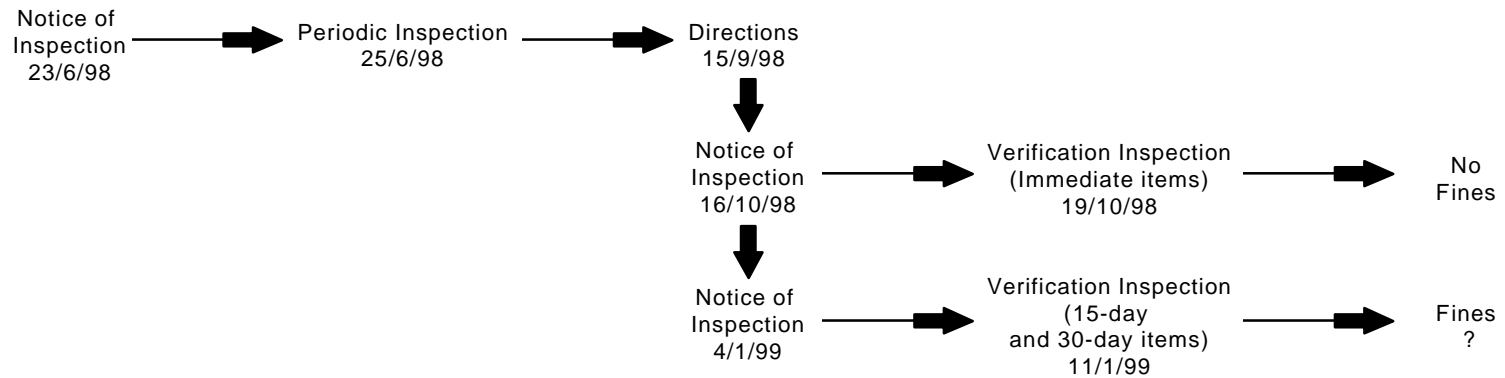 Notice of
Inspection
23/6/98
Periodic Inspection
25/6/98
Directions
15/9/98
Notice of
Inspection
16/10/98
Verification Inspection
(Immediate items)
19/10/98
No
Fines
Notice of
Inspection
4/1/99
Verification Inspection
(15-day
and 30-day items)
11/1/99
Fines
?